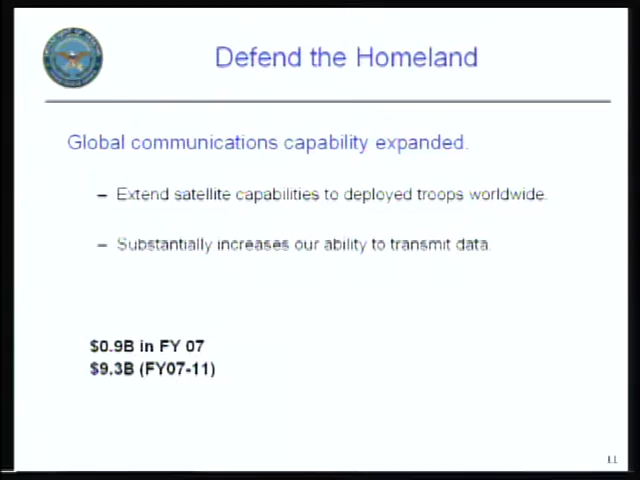 Defend the Homeland
Global communications capability expanded.
– Extend satellite capabilities to deployed troops worldwide.
– Substantially increases our ability to transmit data.
$0.9B in FY 07
$9.3B (FY07-11)
11